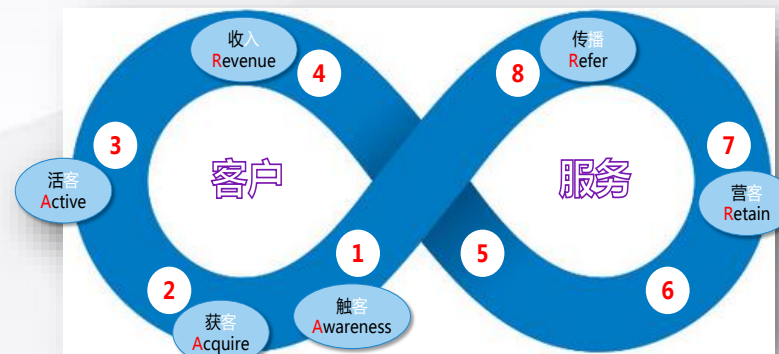 收入
Revenue
4
传播
Refer
8
3
7
客户
服务
活客
Active
营客
Retain
1
5
2
6
触客
Awareness
获客
Acquire